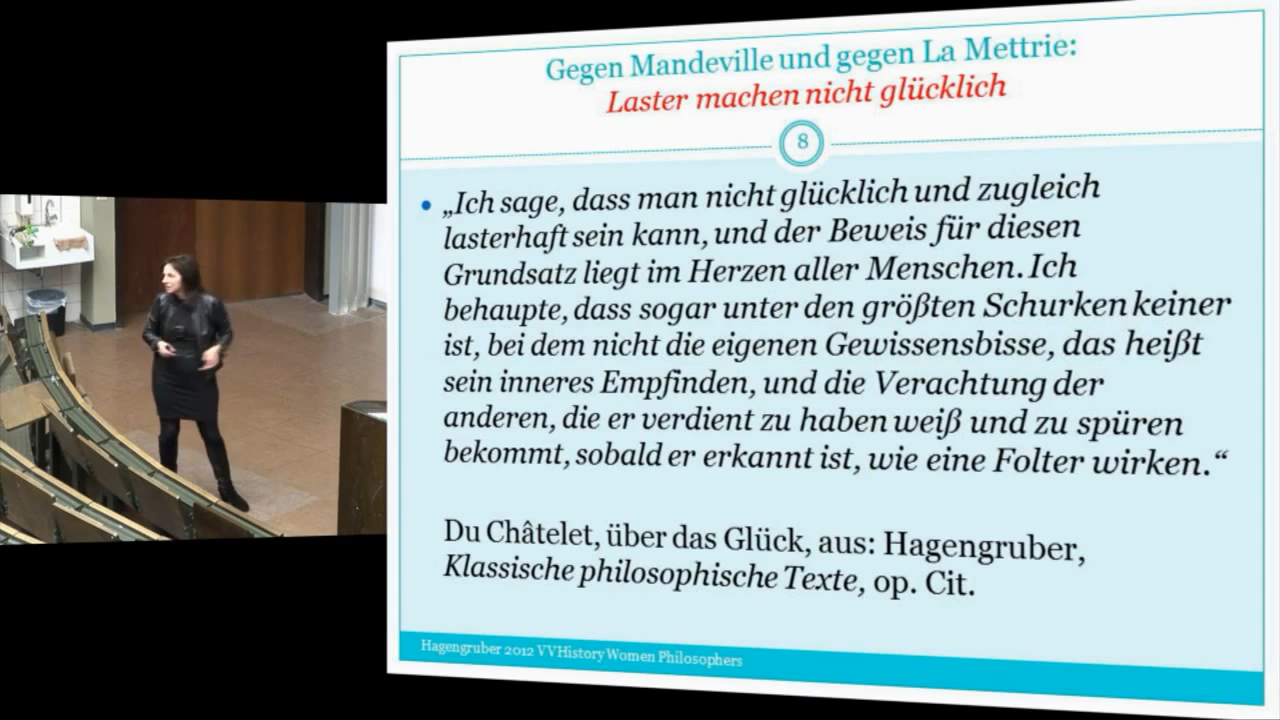 Gegen Mandeville und gegen La Mettrie:
Laster machen nicht glücklich
8
• „Ich sage, dass man nicht glücklich und zugleich
lasterhaft sein kann, und der Beweis für diesen
Grundsatz liegt im Herzen aller Menschen. Ich
behaupte, dass sogar unter den größten Schurken keiner
ist, bei dem nicht die eigenen Gewissensbisse, das heißt
sein inneres Empfinden, und die Verachtung der
anderen, die er verdient zu haben weiß und zu spüren
bekommt, sobald er erkannt ist, wie eine Folter wirken.“
Du Châtelet, über das Glück, aus: Hagengruber,
Klassische philosophische Texte, op. Cit.
Hagengruber 2012 VVHistory Women Philosophers